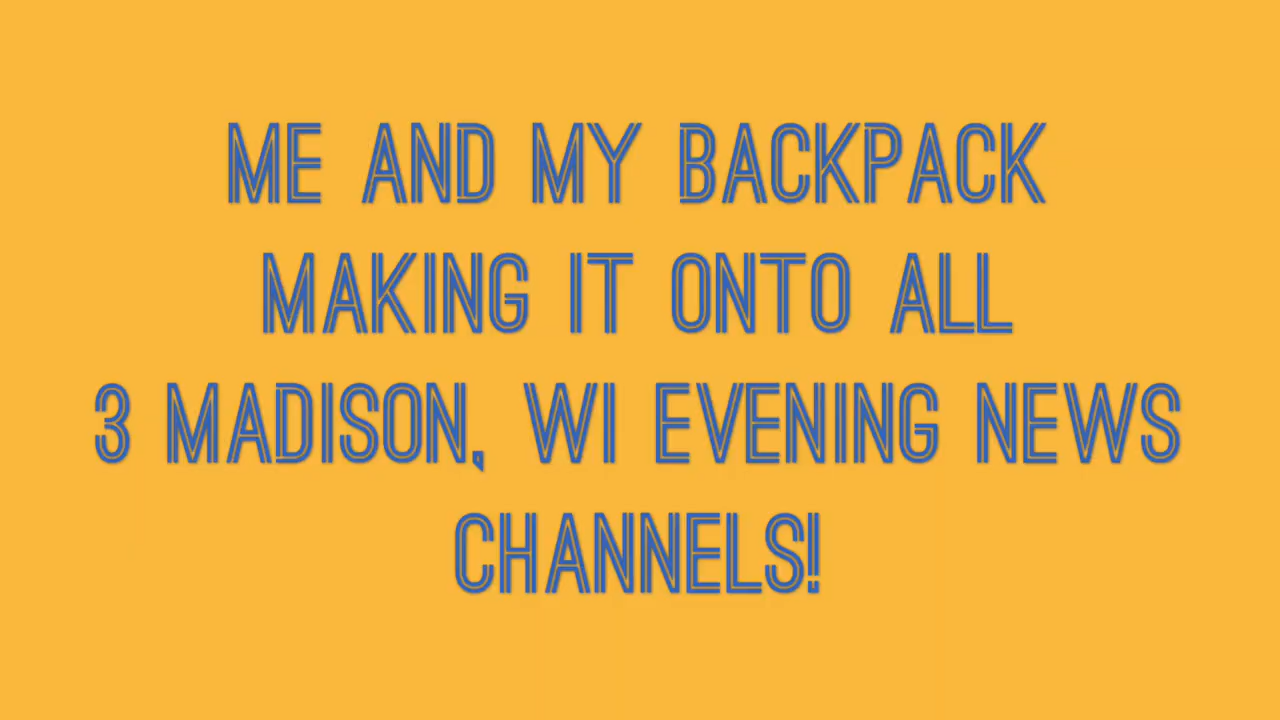 ME AND MY BACKPACK
MAKING IT ONTO ALL
3 MADISON, WI EVENING NEWS
CHANNELS!